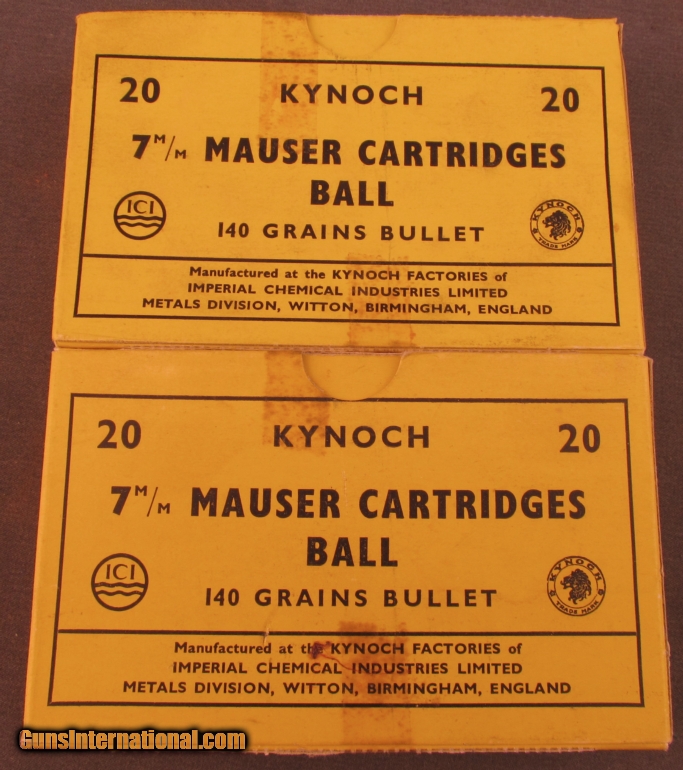 20 KYNOCH 20
7 M/M MAUSER CARTRIDGES
BALL
ICI
140 GRAINS BULLET
KYNOCH
TRADE MARK
Manufactured at the KYNOCH FACTORIES of
IMPERIAL CHEMICAL INDUSTRIES LIMITED
METALS DIVISION, WITTON, BIRMINGHAM, ENGLAND
20 KYNOCH 20
7 M/M MAUSER CARTRIDGES
BALL
ICI
140 GRAINS BULLET
KYNOCH
TRADE MARK
Manufactured at the KYNOCH FACTORIES of
IMPERIAL CHEMICAL INDUSTRIES LIMITED
METALS DIVISION, WITTON, BIRMINGHAM, ENGLAND
GunsInternational.com